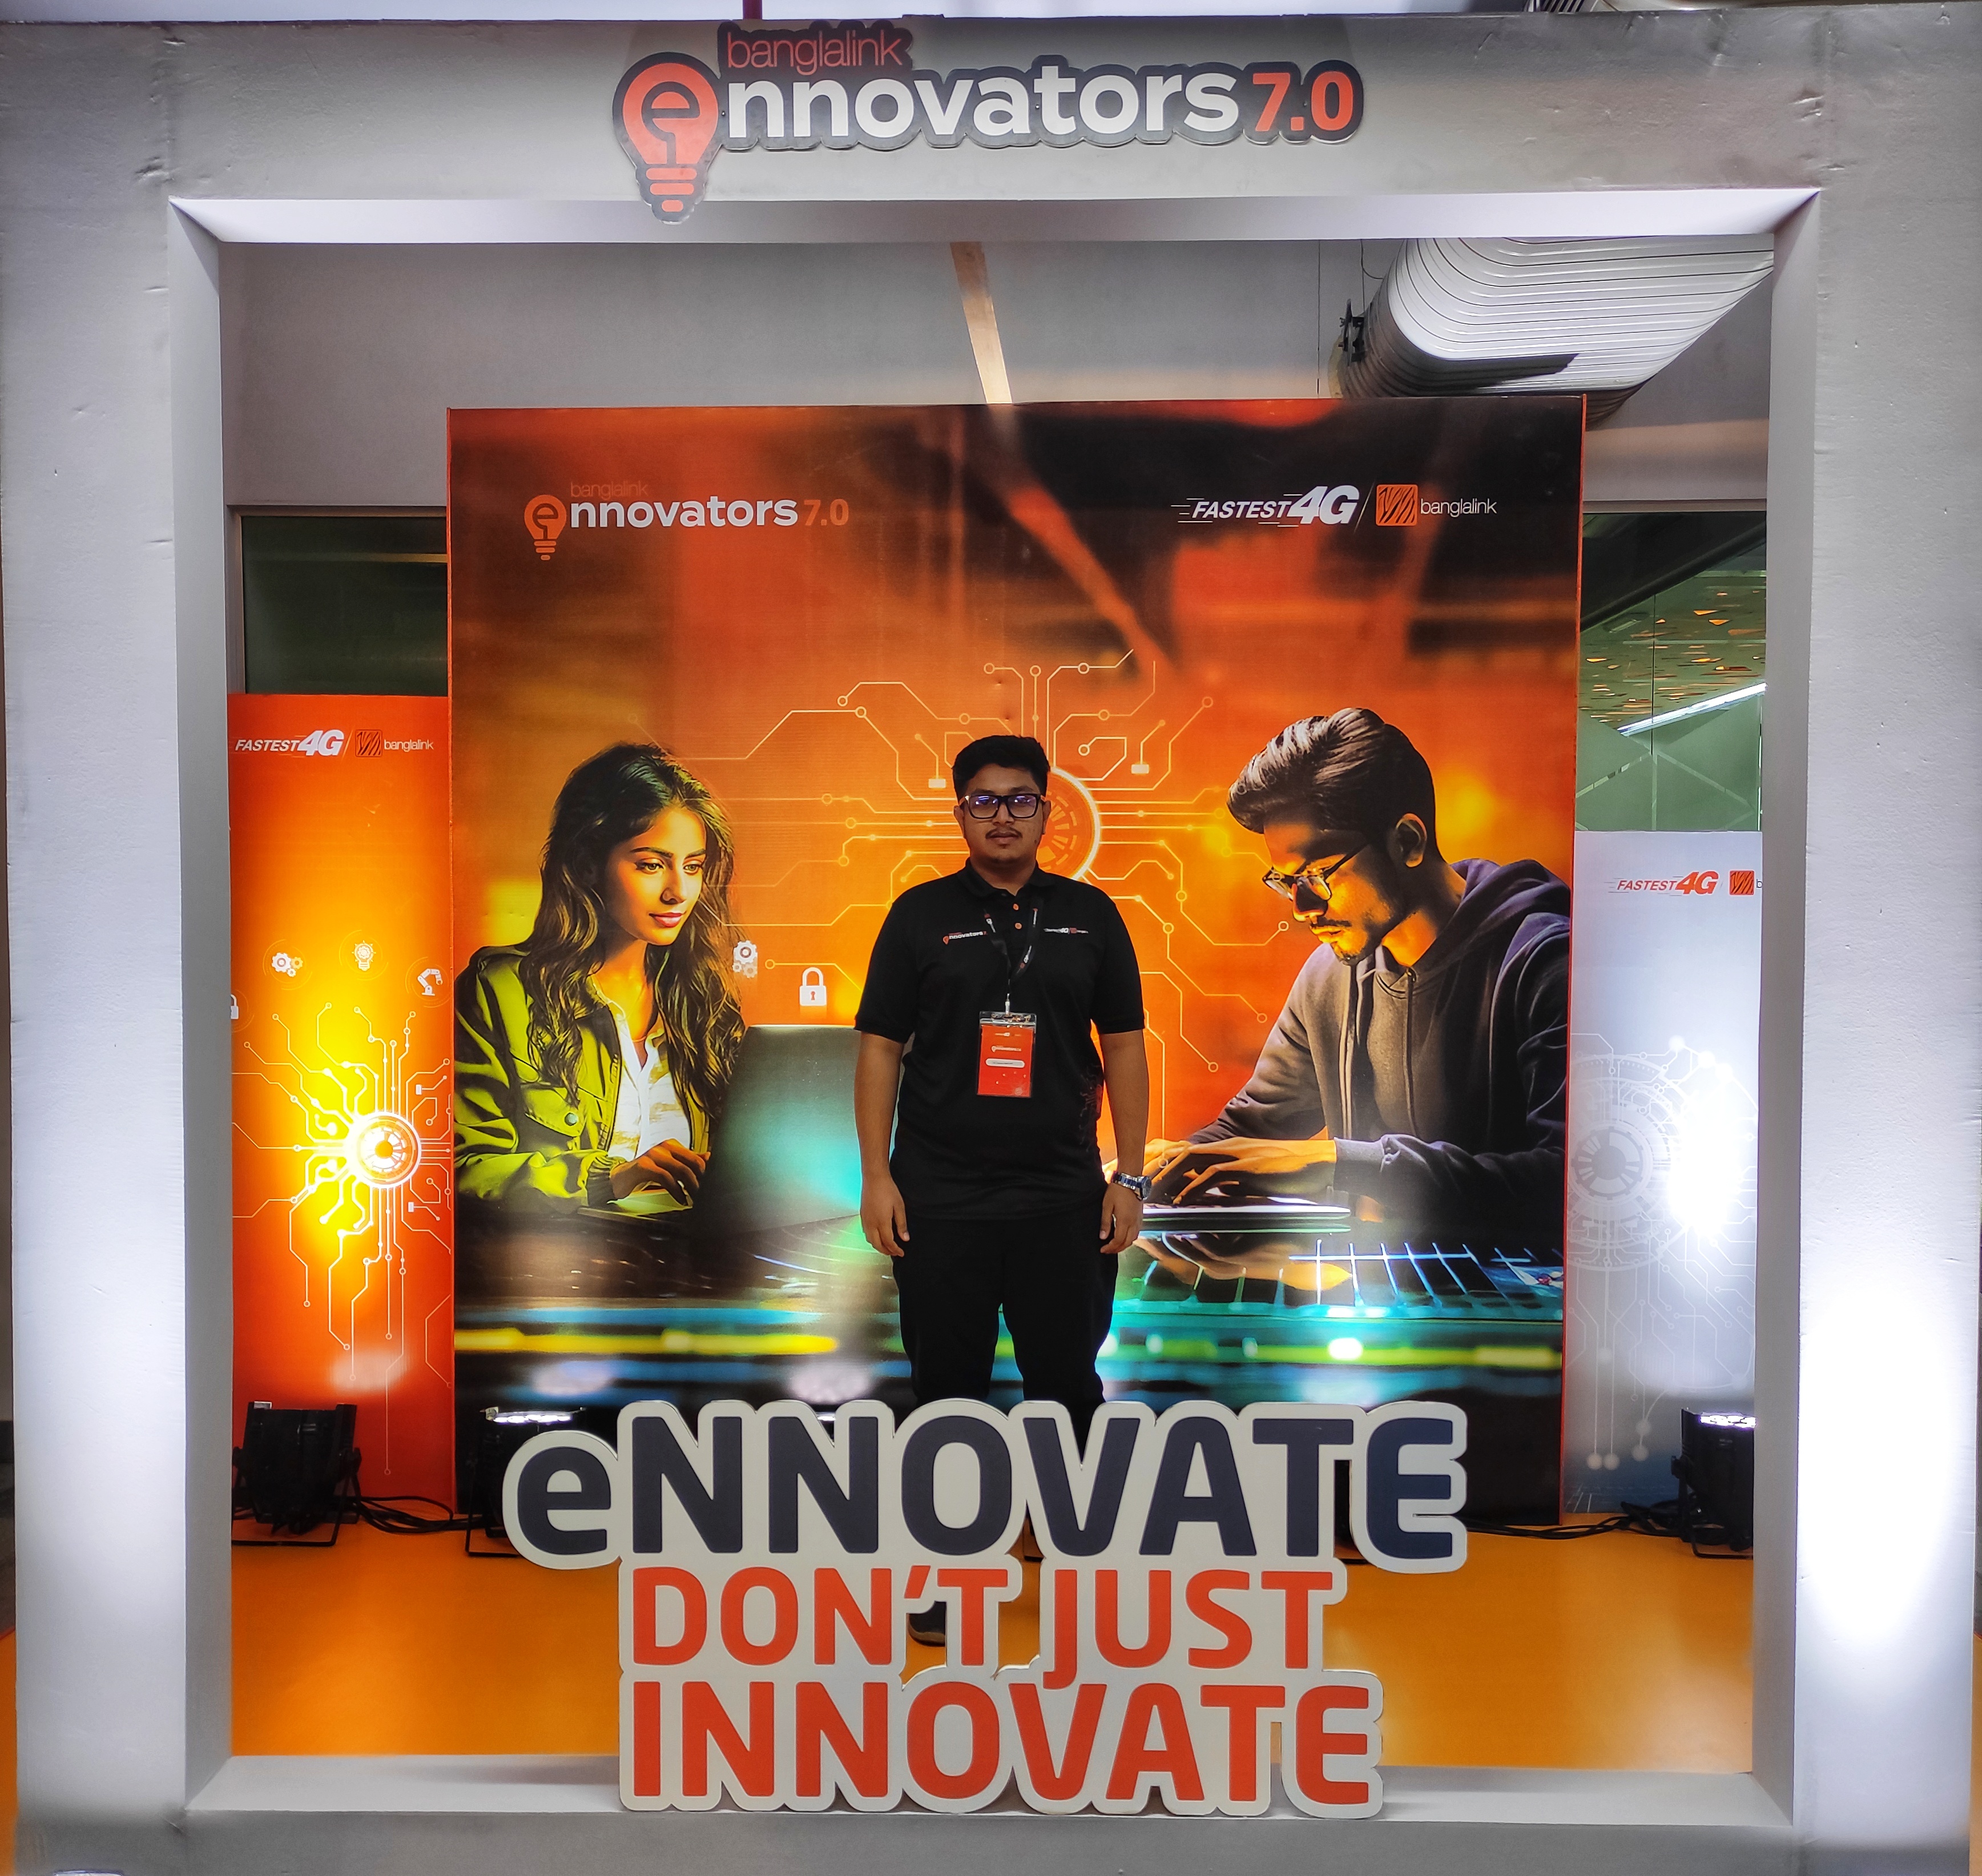 banglalink
ennovators 7.0
banglalink
ennovators 7.0
FASTEST 4G / banglalink
FASTEST 4G / banglalink
FASTEST 4G
ennovators
eNNOVATE
DON'T JUST
INNOVATE